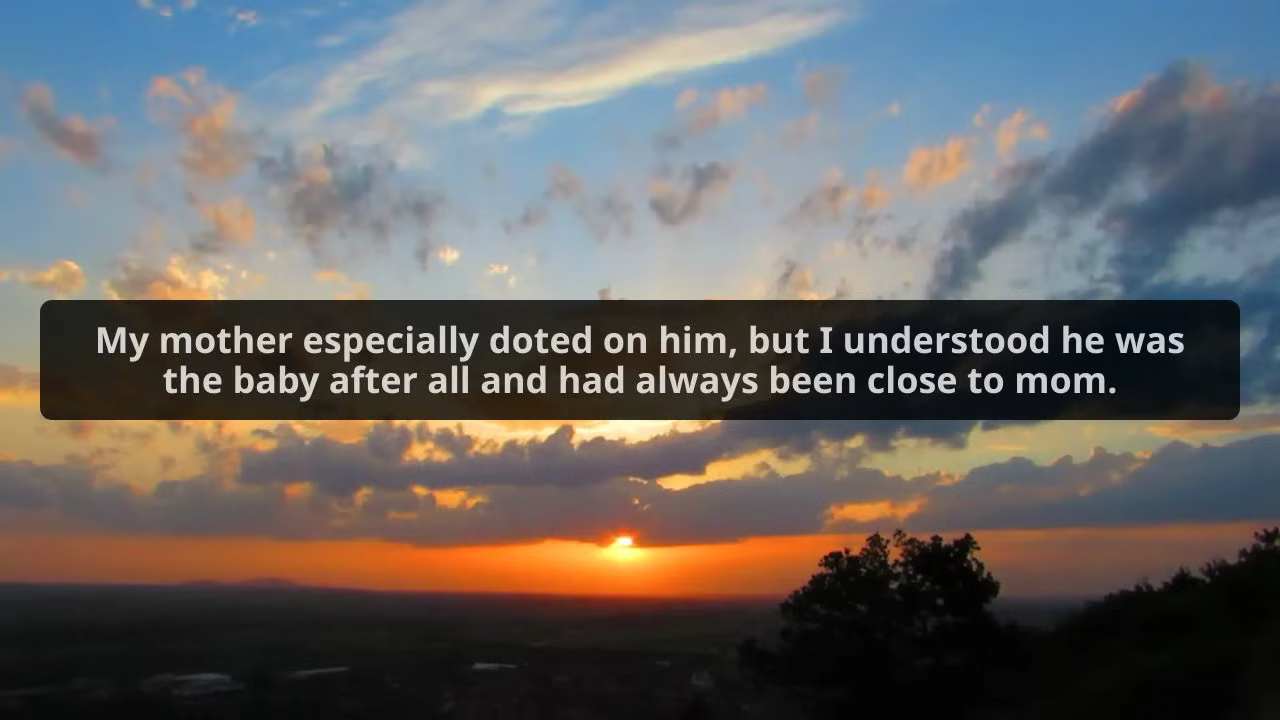 My mother especially doted on him, but I understood he was
the baby after all and had always been close to mom.